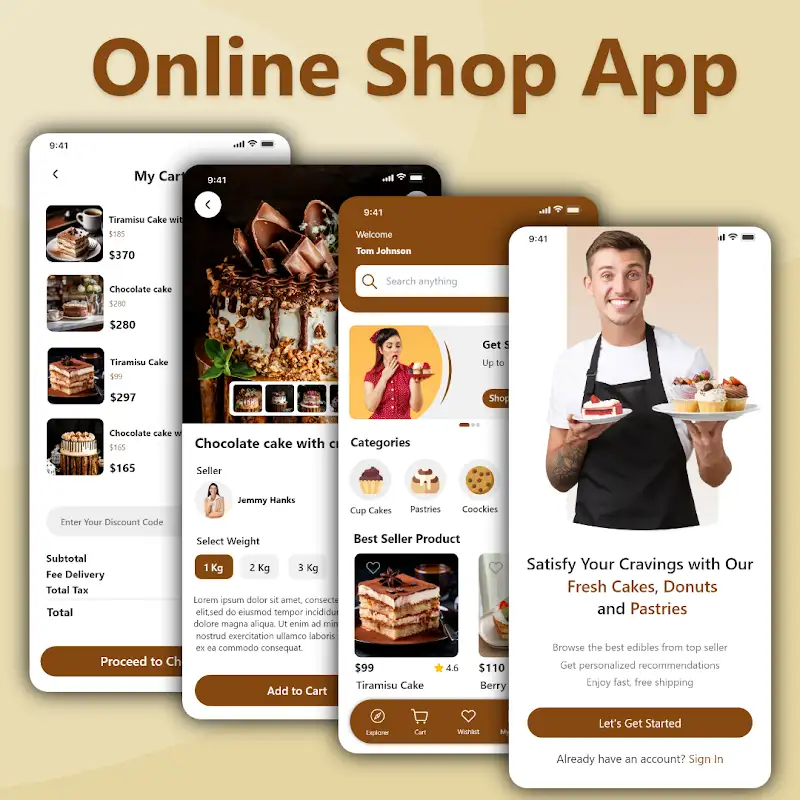 Online Shop App
9:41
My Cart
Tiramisu Cake
$185
$370
Chocolate cake
$280
$280
Tiramisu Cake
$99
$297
Chocolate cake
$165
$165
Enter Your Discount Code
Subtotal
Fee Delivery
Total Tax
Total
Proceed to
9:41
Chocolate cake with
Seller
Jemmy Hanks
Select Weight
1 Kg
2 Kg
3 Kg
Lorem ipsum dolor sit amet,
elit,sed do eiusmod tempor
dolore magna aliqua. Ut enim ad
nostrud exercitation ullamco laboris
ex ea commodo consequat.
Add to Cart
9:41
Welcome
Tom Johnson
Search anything
Get
Up to
Shop
Categories
Cup Cakes
Pastries
Coockies
Best Seller Product
$99
4.6
Tiramisu Cake
$110
Berry
Explorer
Cart
Wishlist
9:41
Satisfy Your Cravings with Our
Fresh Cakes, Donuts
and Pastries
Browse the best edibles from top seller
Get personalized recommendations
Enjoy fast, free shipping
Let's Get Started
Already have an account? Sign In